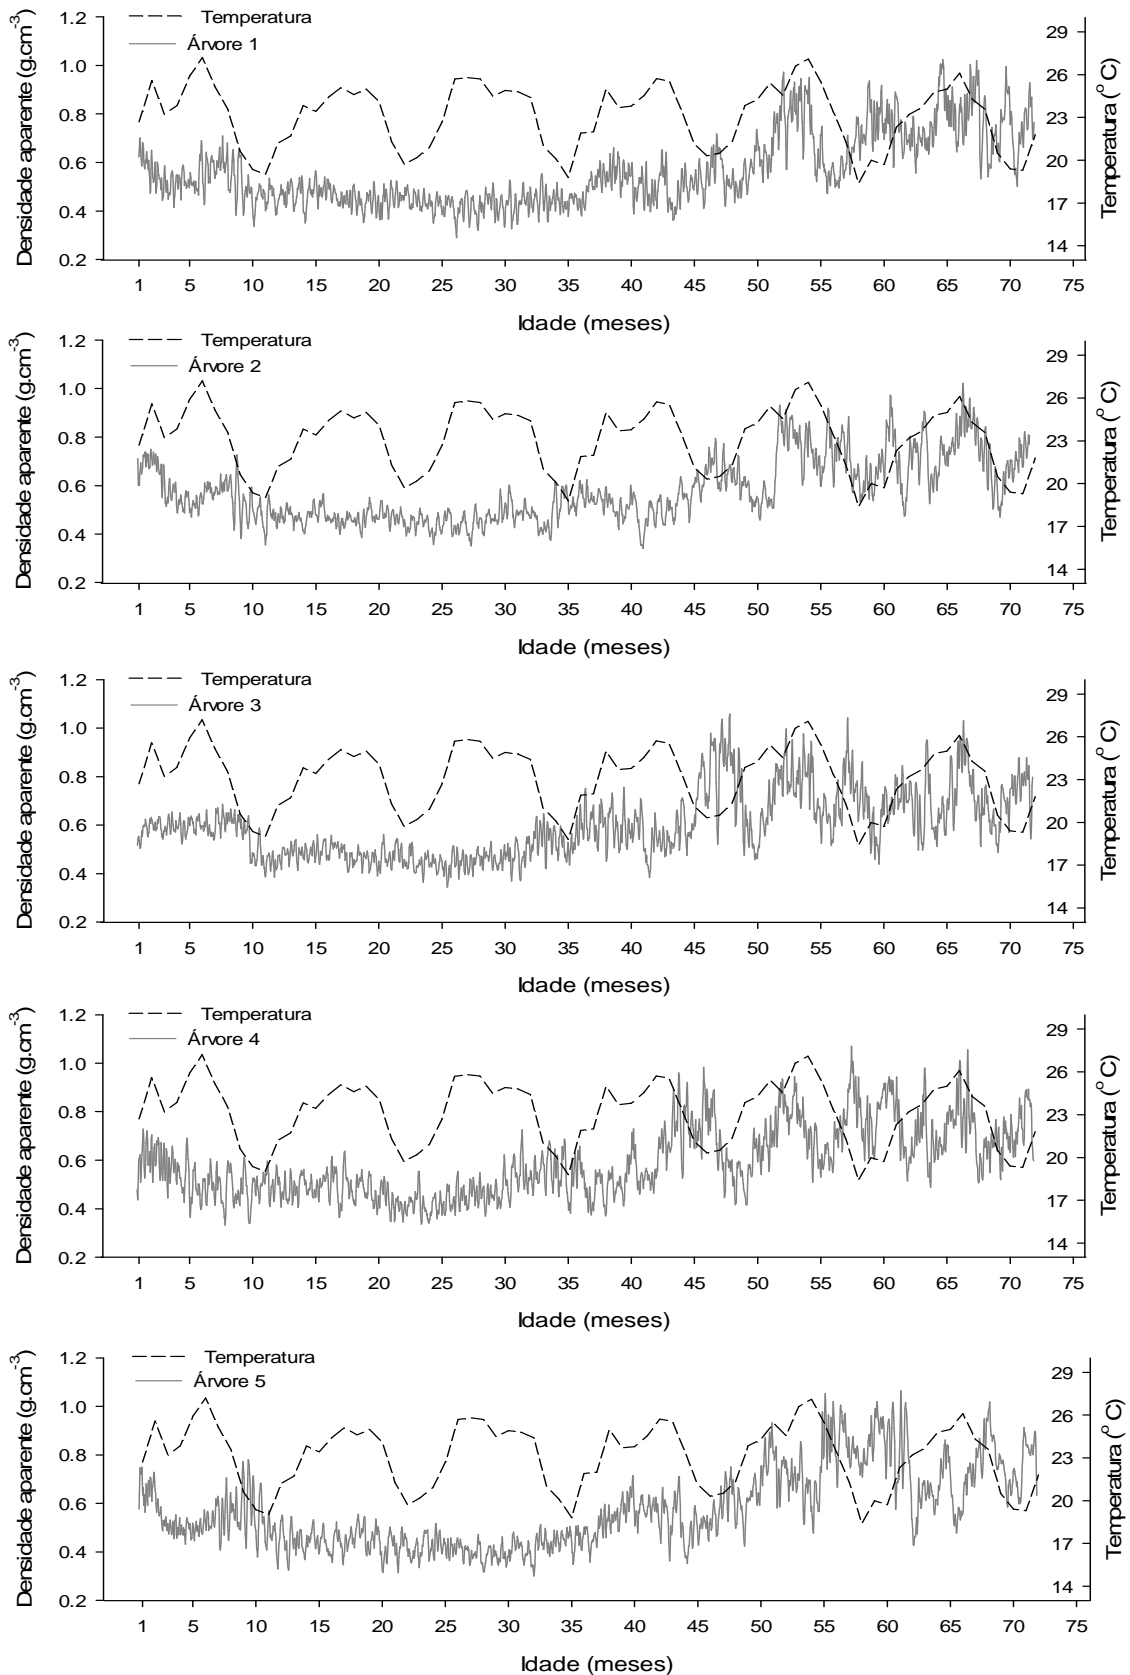 Temperatura
Árvore 1
Densidade aparente (g.cm-3)
1.2
1.0
0.8
0.6
0.4
0.2
29
26
23
20
17
14
Temperatura (o C)
1 5 10 15 20 25 30 35 40 45 50 55 60 65 70 75
Idade (meses)
Temperatura
Árvore 2
Densidade aparente (g.cm-3)
1.2
1.0
0.8
0.6
0.4
0.2
29
26
23
20
17
14
Temperatura (o C)
1 5 10 15 20 25 30 35 40 45 50 55 60 65 70 75
Idade (meses)
Temperatura
Árvore 3
Densidade aparente (g.cm-3)
1.2
1.0
0.8
0.6
0.4
0.2
29
26
23
20
17
14
Temperatura (o C)
1 5 10 15 20 25 30 35 40 45 50 55 60 65 70 75
Idade (meses)
Temperatura
Árvore 4
Densidade aparente (g.cm-3)
1.2
1.0
0.8
0.6
0.4
0.2
29
26
23
20
17
14
Temperatura (o C)
1 5 10 15 20 25 30 35 40 45 50 55 60 65 70 75
Idade (meses)
Temperatura
Árvore 5
Densidade aparente (g.cm-3)
1.2
1.0
0.8
0.6
0.4
0.2
29
26
23
20
17
14
Temperatura (o C)
1 5 10 15 20 25 30 35 40 45 50 55 60 65 70 75
Idade (meses)